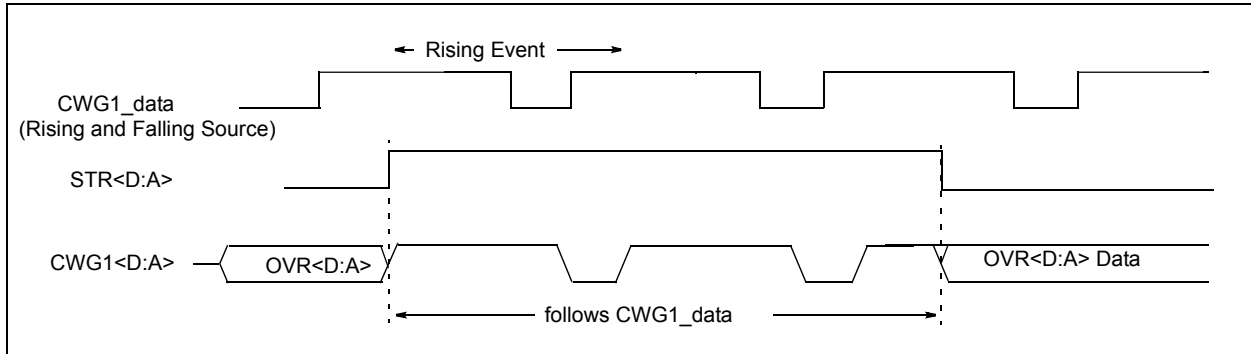 Rising Event
CWG1_data
(Rising and Falling Source)
STR<D:A>
CWG1<D:A>
OVR<D:A>
OVR<D:A> Data
follows CWG1_data